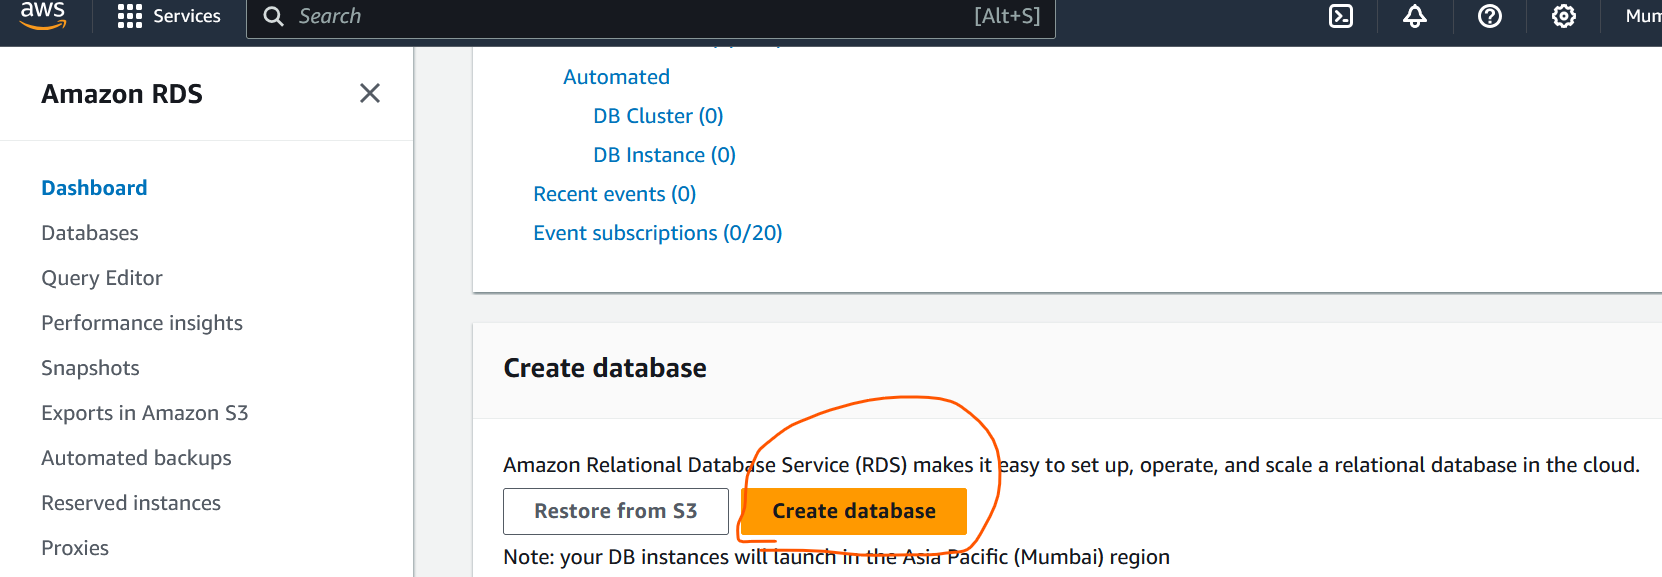 aws
Services
Search
[Alt+S]
Amazon RDS
Dashboard
Databases
Query Editor
Performance insights
Snapshots
Exports in Amazon S3
Automated backups
Reserved instances
Proxies
Automated
DB Cluster (0)
DB Instance (0)
Recent events (0)
Event subscriptions (0/20)
Create database
Amazon Relational Database Service (RDS) makes it easy to set up, operate, and scale a relational database in the cloud.
Restore from S3
Create database
Note: your DB instances will launch in the Asia Pacific (Mumbai) region